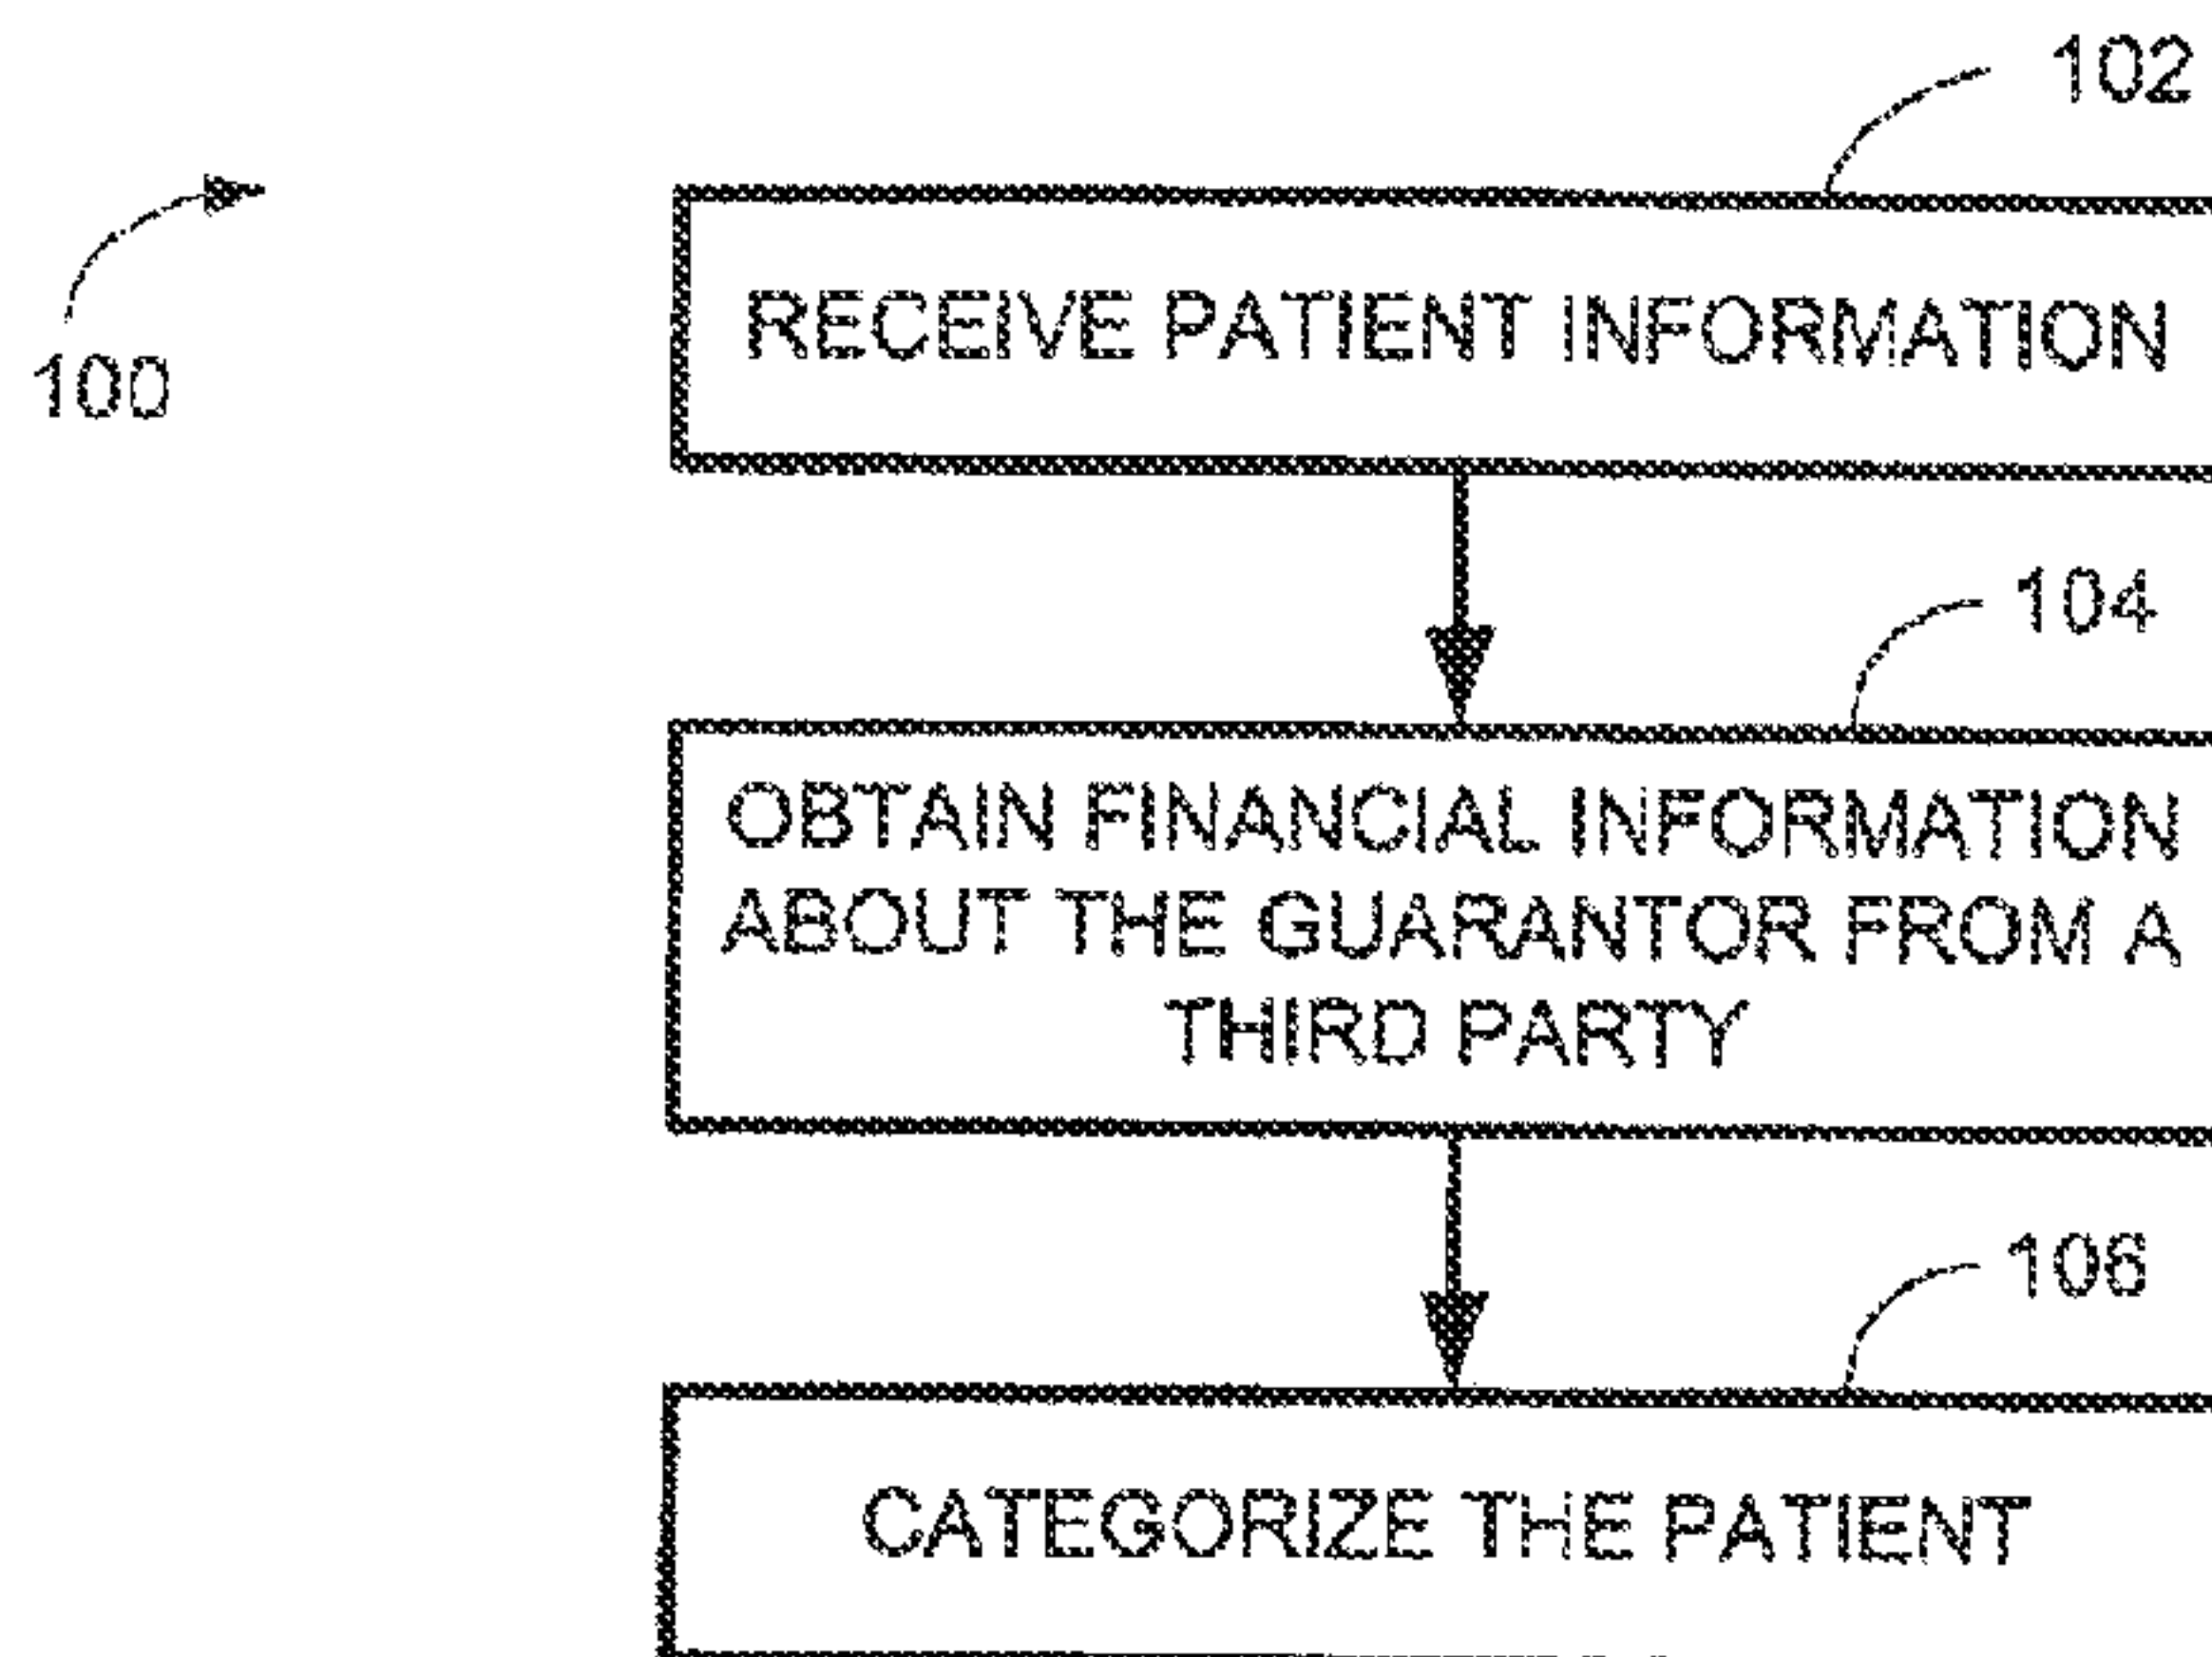 102
100
RECEIVE PATIENT INFORMATION
104
OBTAIN FINANCIAL INFORMATION
ABOUT THE GUARANTOR FROM A
THIRD PARTY
106
CATEGORIZE THE PATIENT